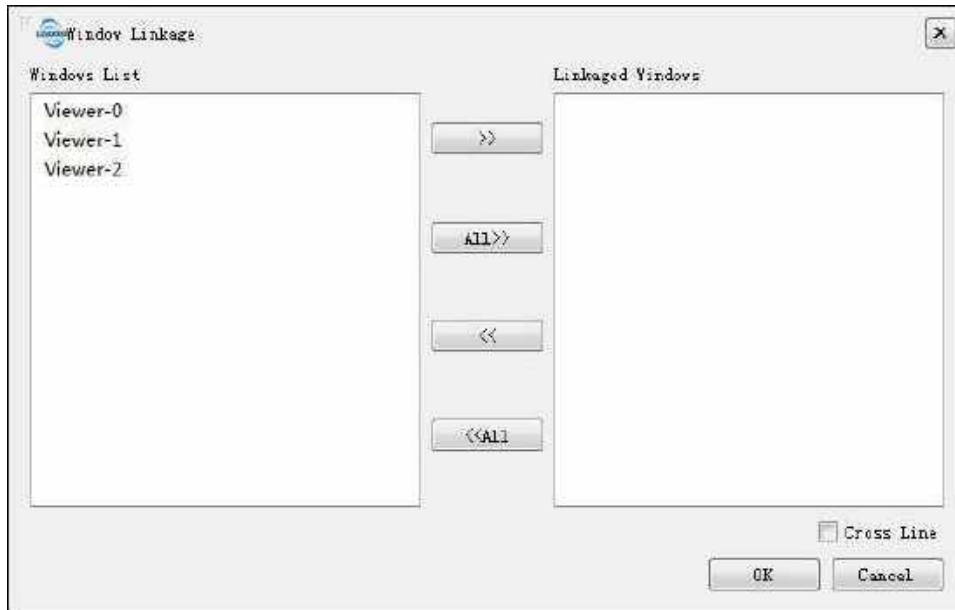 Window Linkage
Windows List
Linkaged Windows
Viewer-0
Viewer-1
Viewer-2
>>
All>>
<<
<<All
Cross Line
OK
Cancel